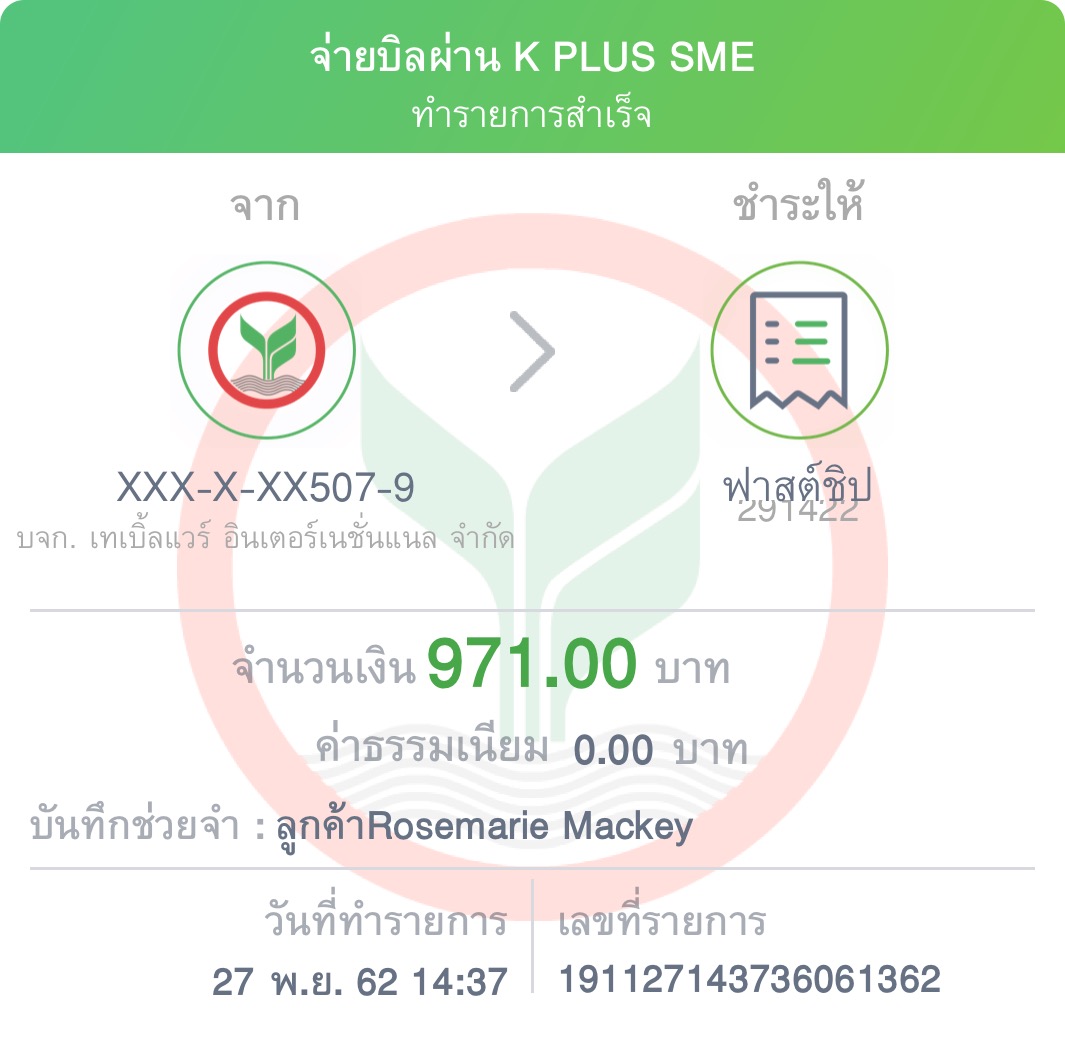 จ่ายบิลผ่าน K PLUS SME
ทำรายการสำเร็จ
จาก
ชำระให้
XXX-X-XX507-9
บจก. เทเบิ้ลแวร์ อินเตอร์เนชั่นแนล จำกัด
ฟาสต์ชิป
291422
จำนวนเงิน 971.00 บาท
ค่าธรรมเนียม 0.00 บาท
บันทึกช่วยจำ : ลูกค้าRosemarie Mackey
วันที่ทำรายการ
27 พ.ย. 62 14:37
เลขที่รายการ
191127143736061362